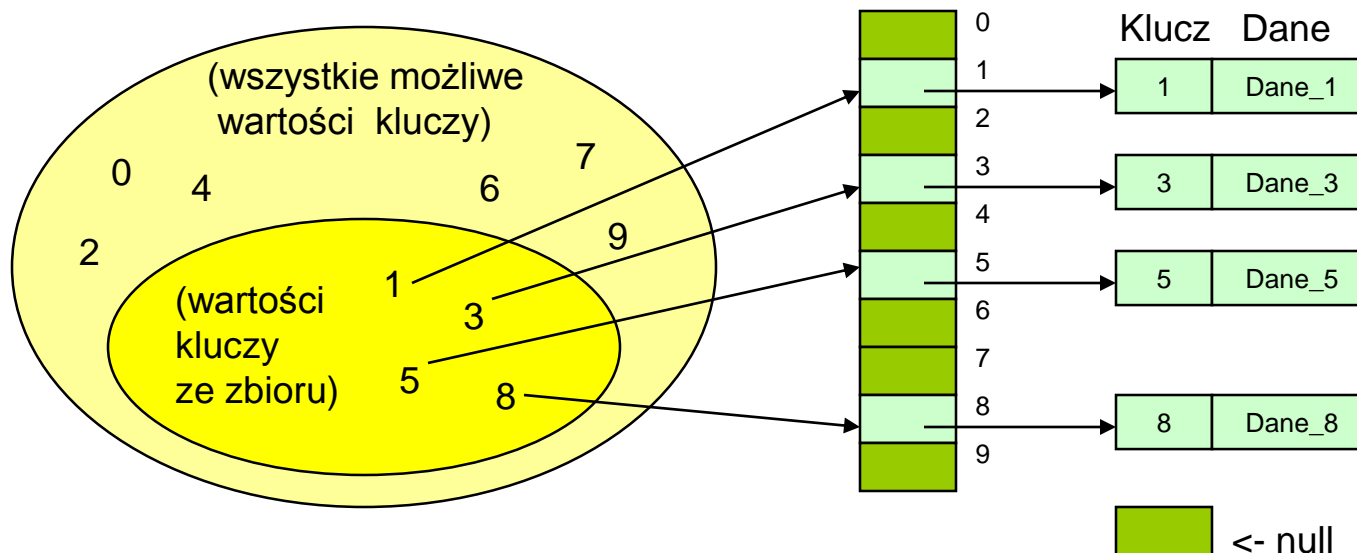 (wszystkie możliwe
wartości kluczy)
0
4
6
7
2
9
(wartości
kluczy
ze zbioru)
1
3
5
8
0
1
2
3
4
5
6
7
8
9
Klucz Dane
1 Dane_1
3 Dane_3
5 Dane_5
8 Dane_8
<- null